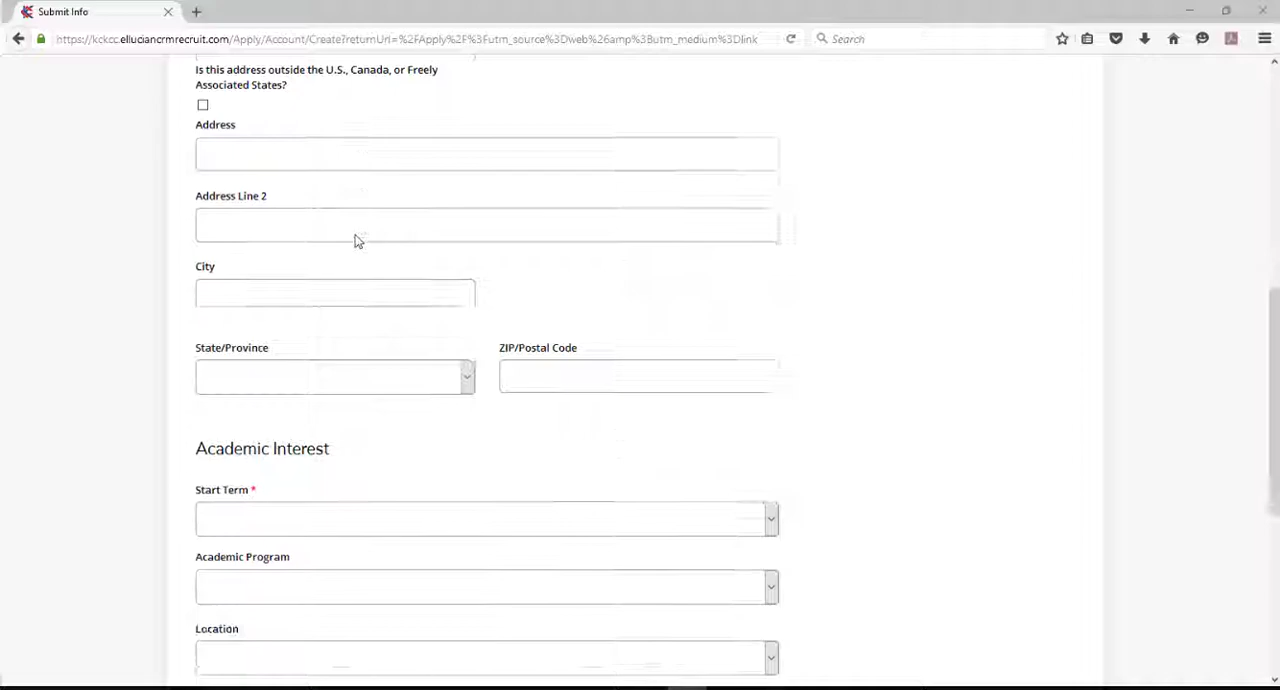 Submit Info
https://kckcc.elluciancrmrecruit.com/Apply/Account/Create?returnUrl=%2FApply%2F%3Futm_source%3Dweb%26amp%3Butm_medium%3Dlink
Search
Is this address outside the U.S., Canada, or Freely
Associated States?
Address
Address Line 2
City
State/Province
ZIP/Postal Code
Academic Interest
Start Term *
Academic Program
Location